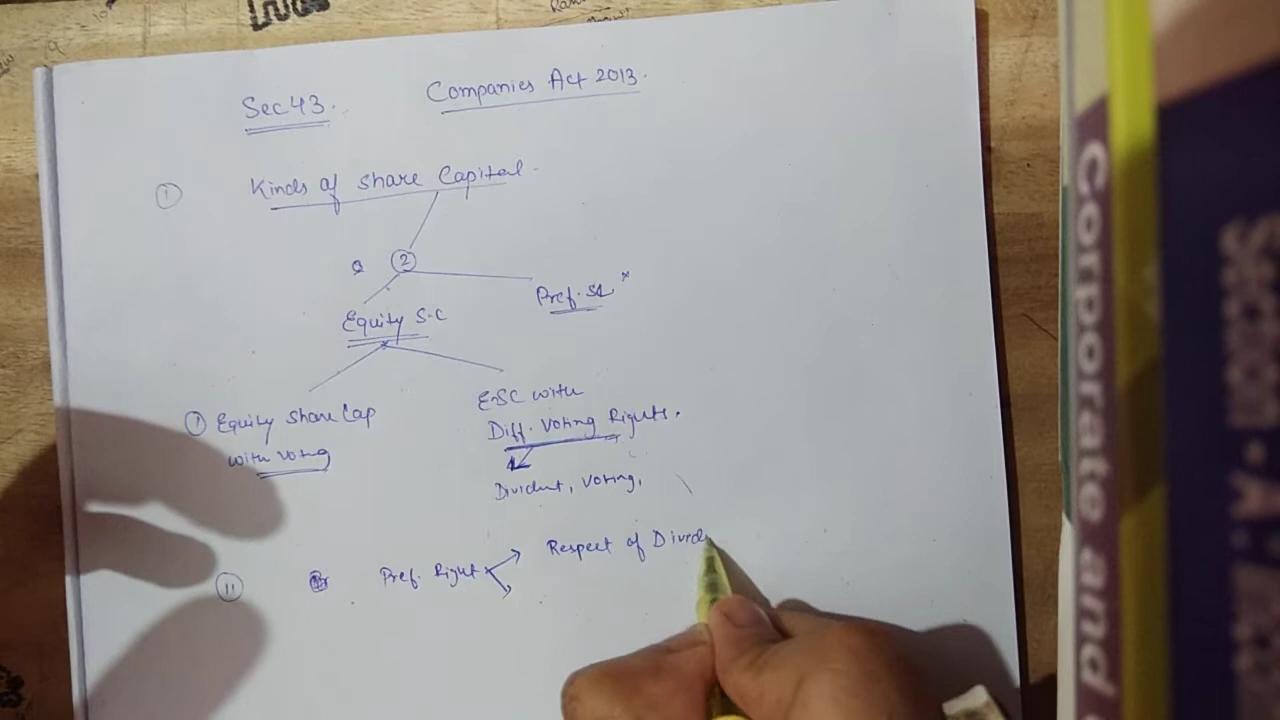 Sec 43. Companies Act 2013.
① Kinds of Share Capital.
②
Equity S.C
Pref. SC
① Equity Share Cap
with voting
E.SC with
Diff. Voting Rights.
Divident, Voting,
⑪ Pref. Right
Respect of Divid
Corporate and